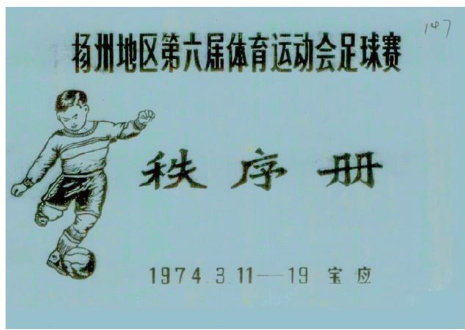 147
扬州地区第六届体育运动会足球赛
秩序册
1974.3.11—19 宝应